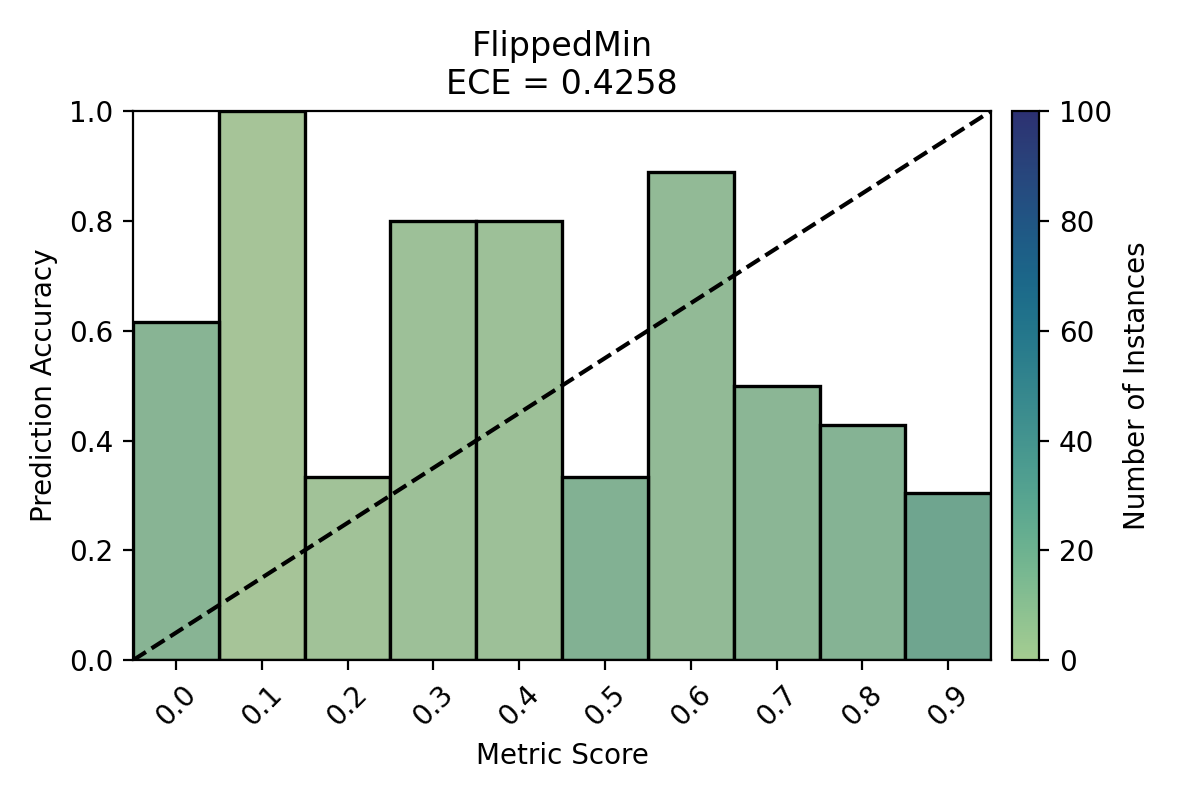 FlippedMin
ECE = 0.4258
Prediction Accuracy
1.0
0.8
0.6
0.4
0.2
0.0
0.0 0.1 0.2 0.3 0.4 0.5 0.6 0.7 0.8 0.9
Metric Score
100
80
60
40
20
0
Number of Instances